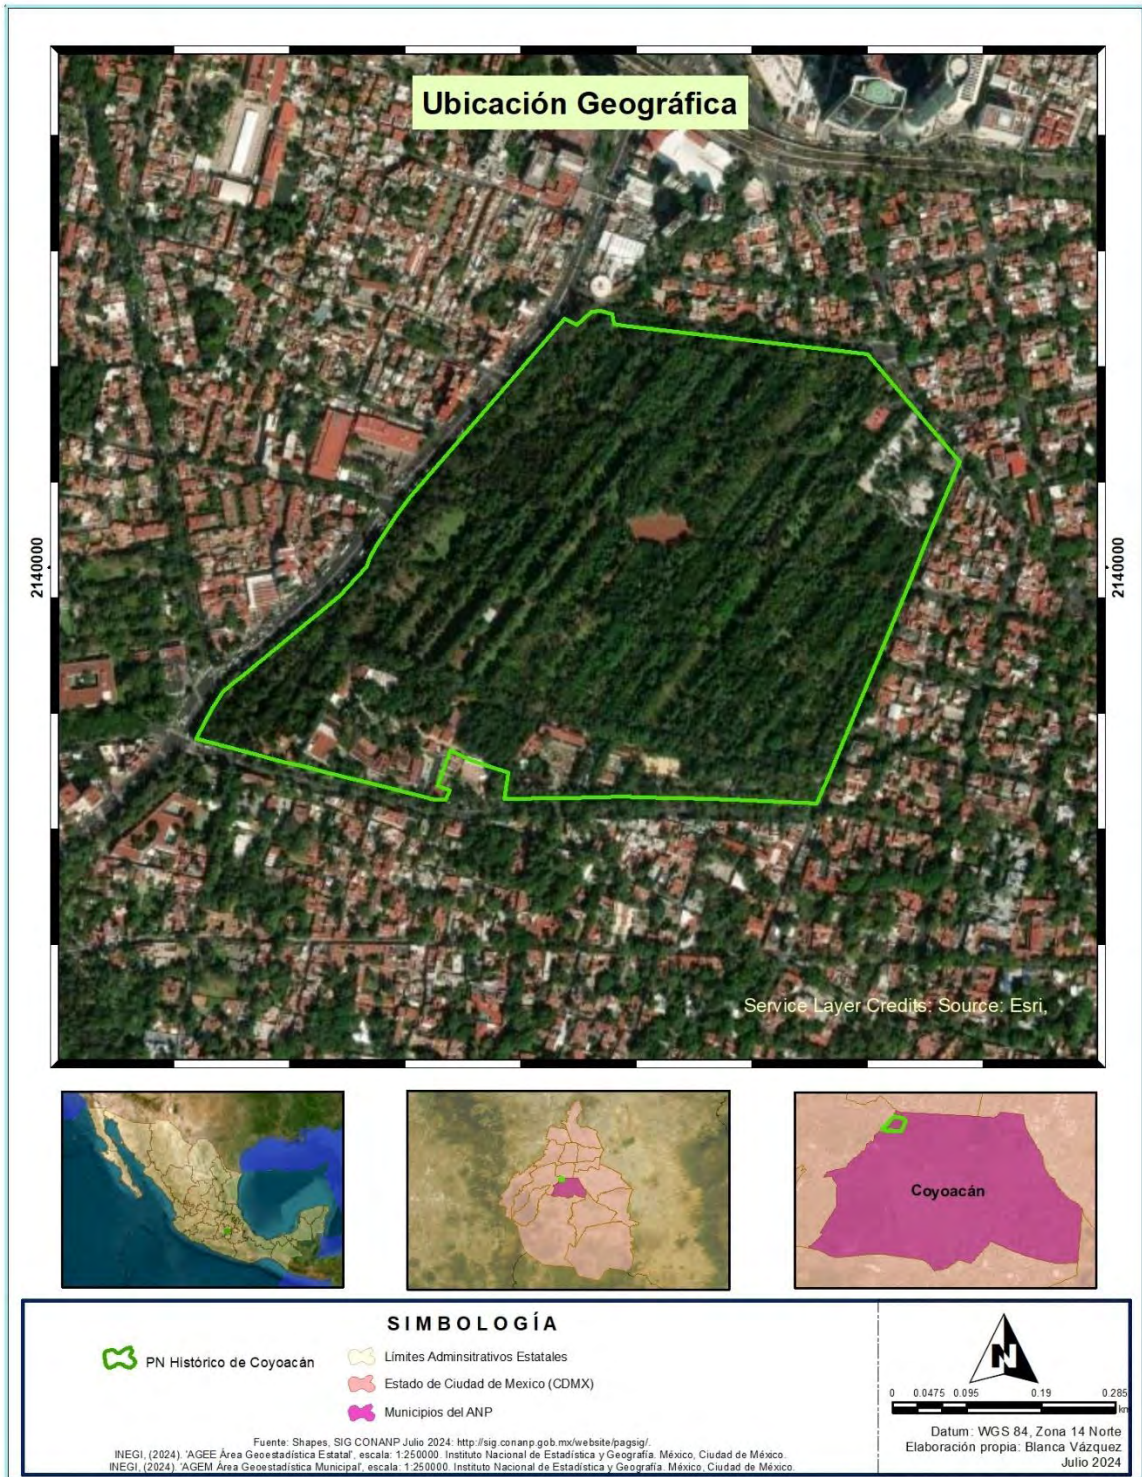 Ubicación Geográfica
2140000
2140000
Service Layer Credits: Source: Esri,
Coyoacán
SIMBOLOGÍA
PN Histórico de Coyoacán
Límites Adminsitrativos Estatales
Estado de Ciudad de Mexico (CDMX)
Municipios del ANP
N
0 0.0475 0.095 0.19 0.285
km
Datum: WGS 84, Zona 14 Norte
Elaboración propia: Blanca Vázquez
Julio 2024
Fuente: Shapes, SIG CONANP Julio 2024: http://sig.conanp.gob.mx/website/pagsig/.
INEGI, (2024). 'AGEE Área Geoestadística Estatal', escala: 1:250000. Instituto Nacional de Estadística y Geografía. México, Ciudad de México.
INEGI, (2024). 'AGEM Área Geoestadística Municipal', escala: 1:250000. Instituto Nacional de Estadística y Geografía. México, Ciudad de México.